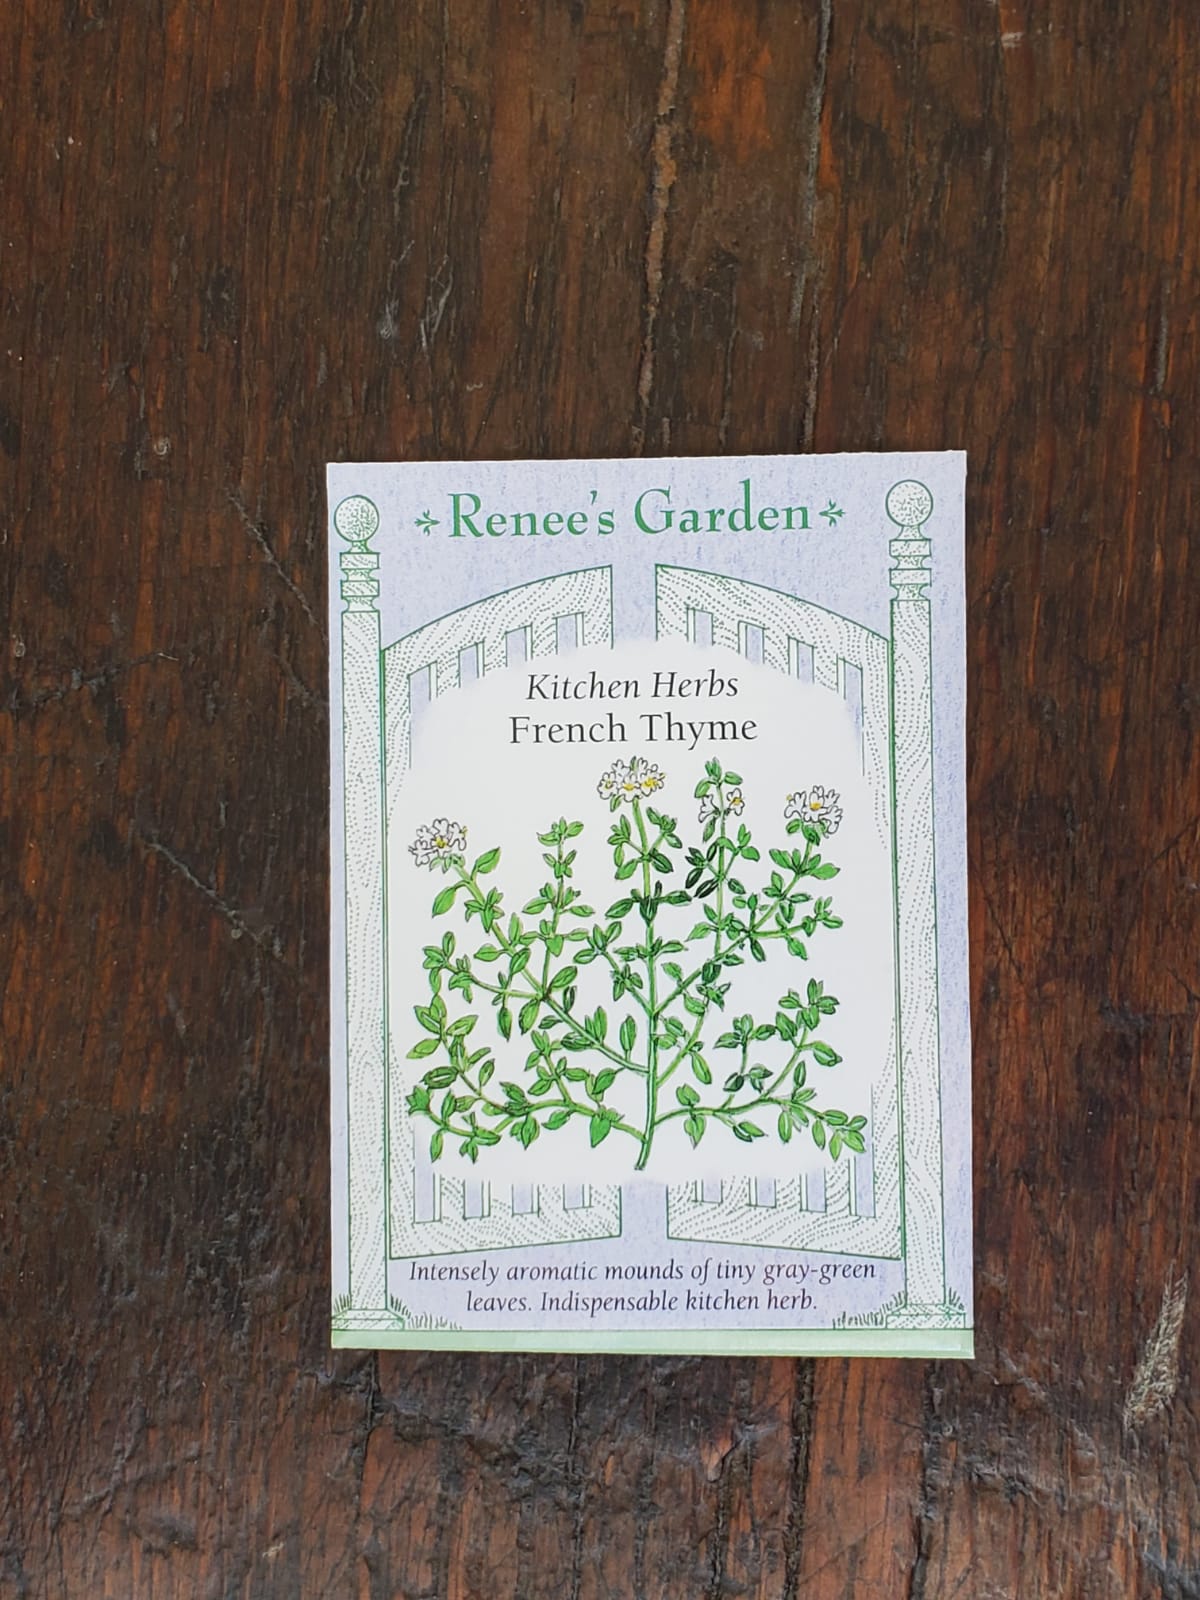 Renee's Garden
Kitchen Herbs
French Thyme
Intensely aromatic mounds of tiny gray-green
leaves. Indispensable kitchen herb.